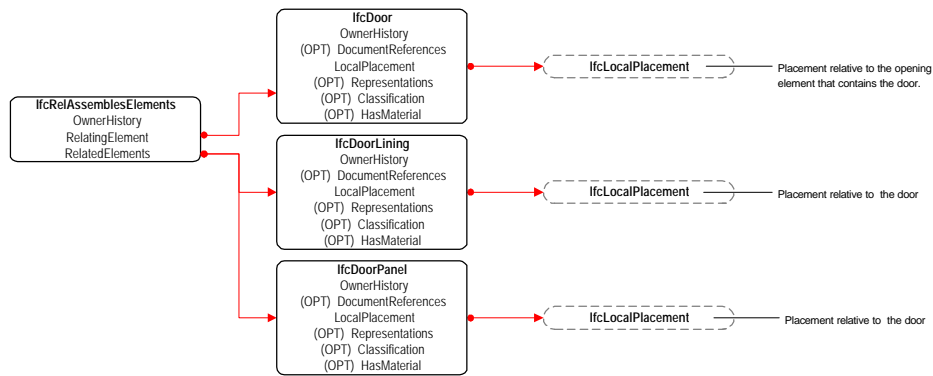 IfcRelAssemblesElements
OwnerHistory
RelatingElement
RelatedElements
IfcDoor
OwnerHistory
(OPT) DocumentReferences
LocalPlacement
(OPT) Representations
(OPT) Classification
(OPT) HasMaterial
IfcLocalPlacement
Placement relative to the opening
element that contains the door.
IfcDoorLining
OwnerHistory
(OPT) DocumentReferences
LocalPlacement
(OPT) Representations
(OPT) Classification
(OPT) HasMaterial
IfcLocalPlacement
Placement relative to the door
IfcDoorPanel
OwnerHistory
(OPT) DocumentReferences
LocalPlacement
(OPT) Representations
(OPT) Classification
(OPT) HasMaterial
IfcLocalPlacement
Placement relative to the door